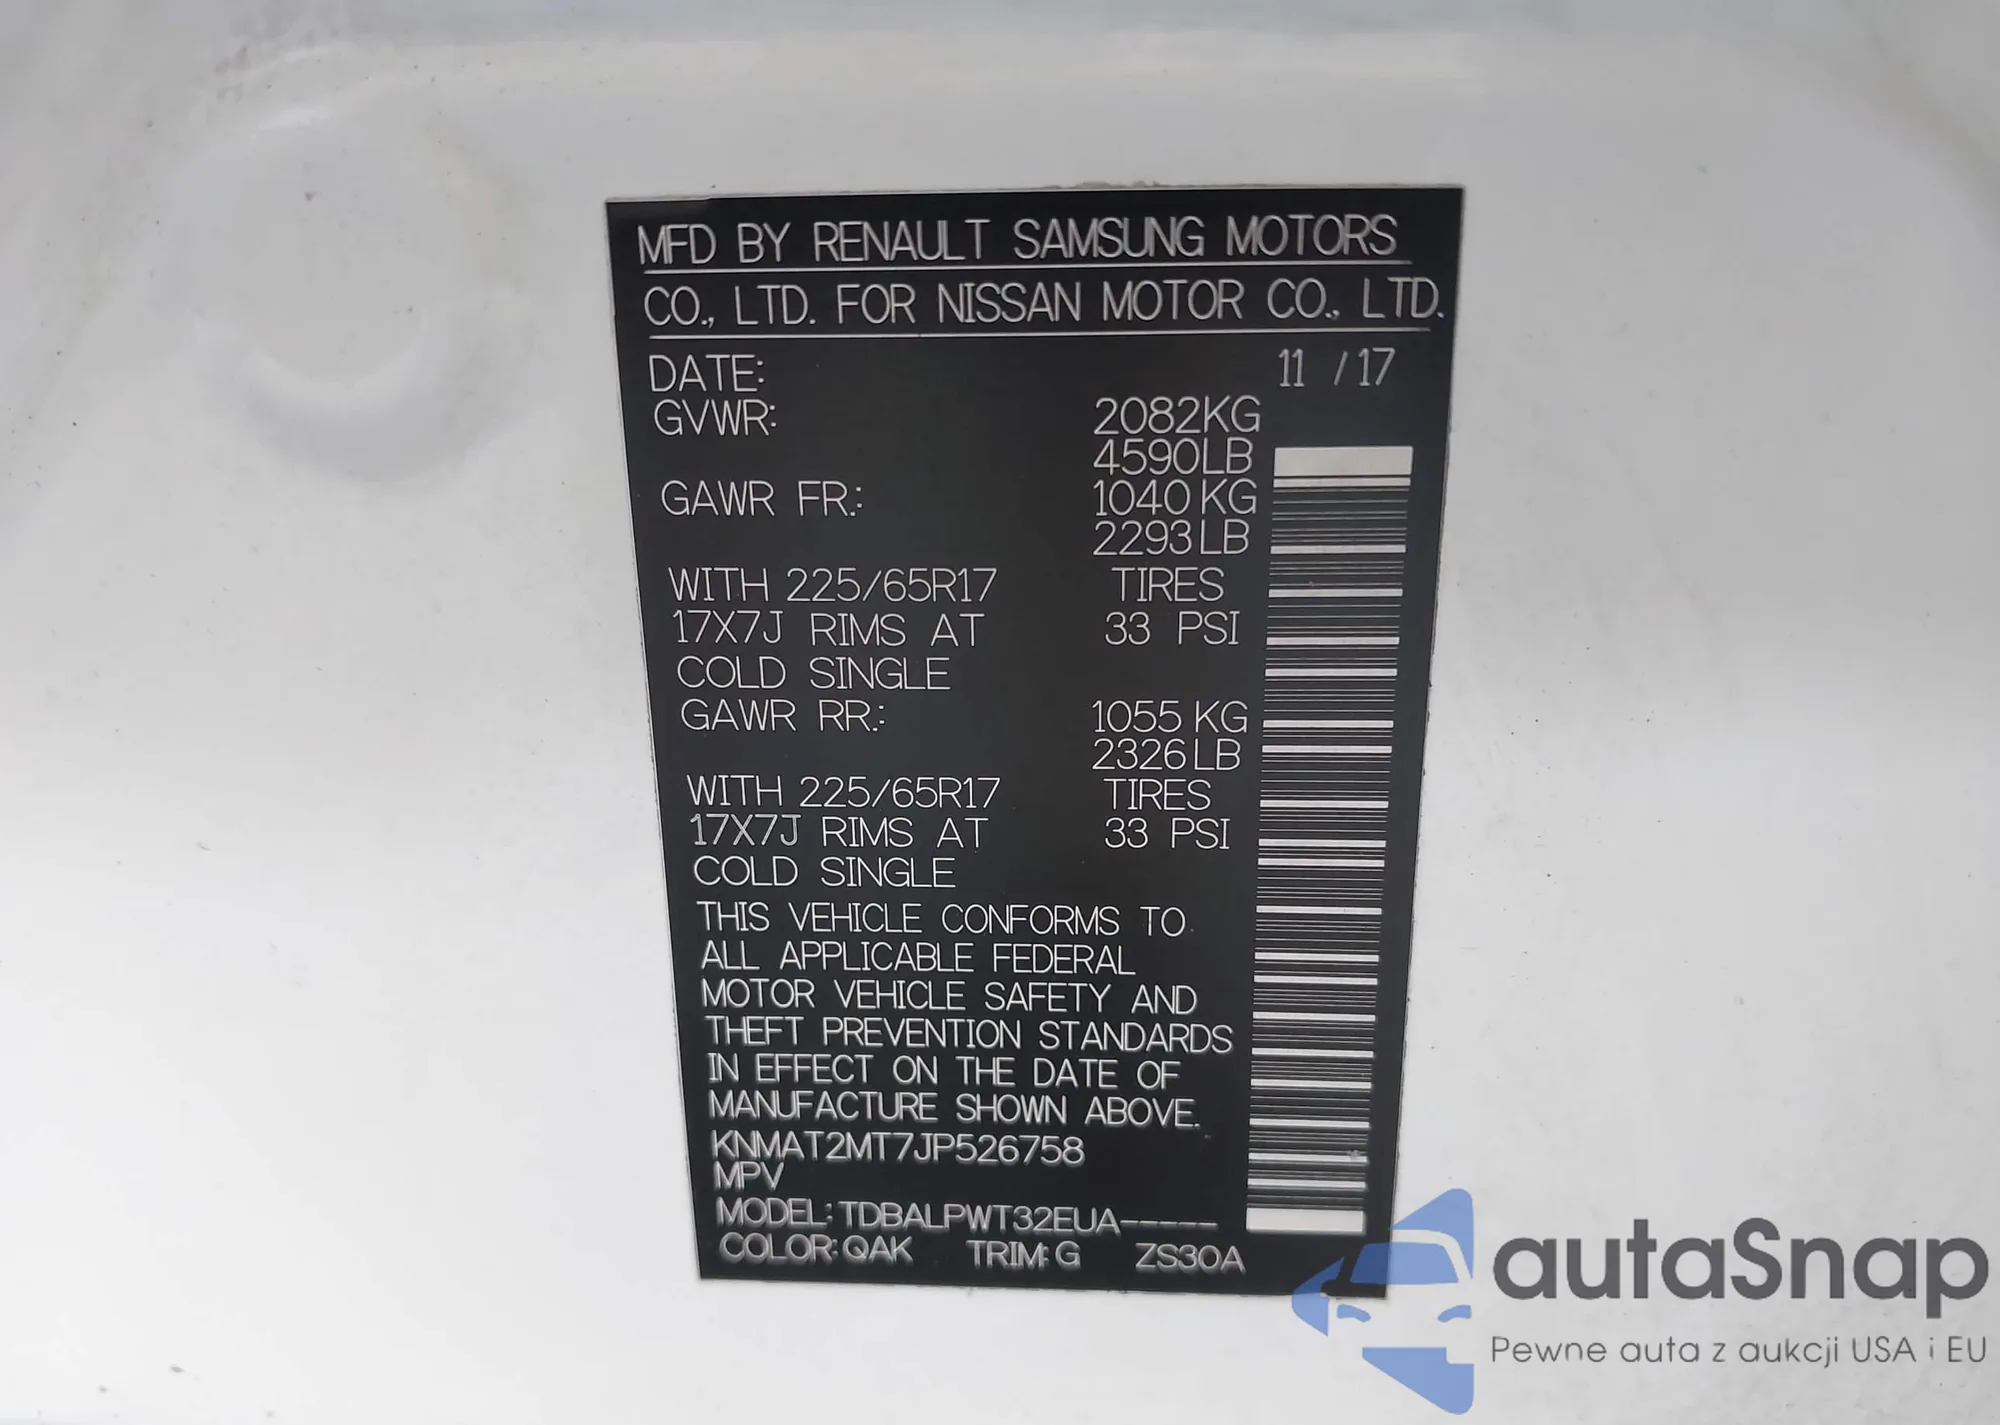 MFD BY RENAULT SAMSUNG MOTORS
CO., LTD. FOR NISSAN MOTOR CO., LTD.
DATE: 11 /17
GVWR: 2082KG
4590LB
GAWR FR.: 1040 KG
2293LB
WITH 225/65R17 TIRES
17X7J RIMS AT 33 PSI
COLD SINGLE
GAWR RR.: 1055 KG
2326LB
WITH 225/65R17 TIRES
17X7J RIMS AT 33 PSI
COLD SINGLE
THIS VEHICLE CONFORMS TO
ALL APPLICABLE FEDERAL
MOTOR VEHICLE SAFETY AND
THEFT PREVENTION STANDARDS
IN EFFECT ON THE DATE OF
MANUFACTURE SHOWN ABOVE.
KNMAT2MT7JP526758
MPV
MODEL: TDBALPWT32EUA-----
COLOR: QAK TRIM: G ZS30A
autaSnap
Pewne auta z aukcji USA i EU